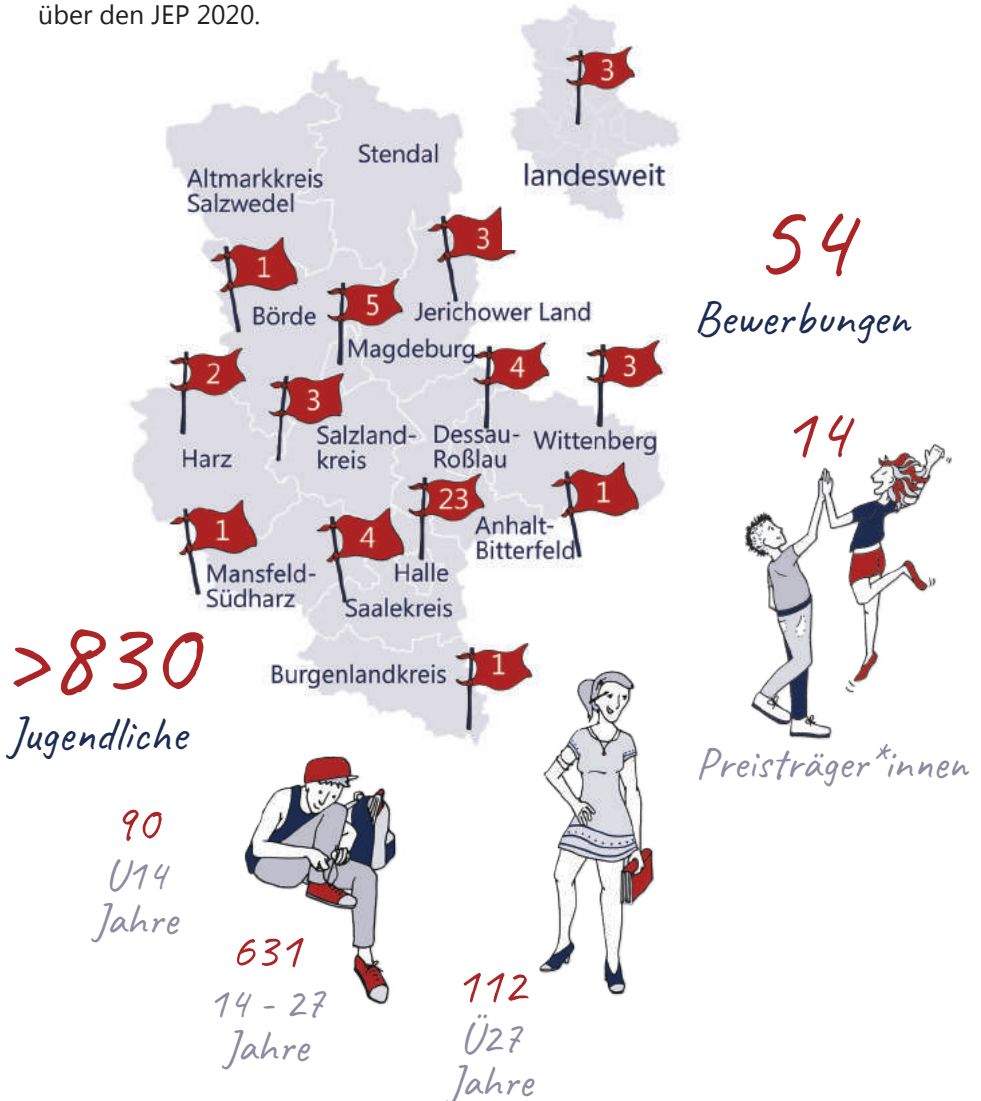 über den JEP 2020.
3
landesweit
Stendal
Altmarkkreis
Salzwedel
3
Jerichower Land
1
Börde
5
Magdeburg
54
Bewerbungen
2
Harz
3
Salzland-
kreis
4
Dessau-
Roßlau
3
Wittenberg
14
Preisträger*innen
1
Mansfeld-
Südharz
4
Saalekreis
23
Halle
1
Anhalt-
Bitterfeld
Burgenlandkreis
1
>830
Jugendliche
90
U14
Jahre
631
14 - 27
Jahre
112
Ü27
Jahre